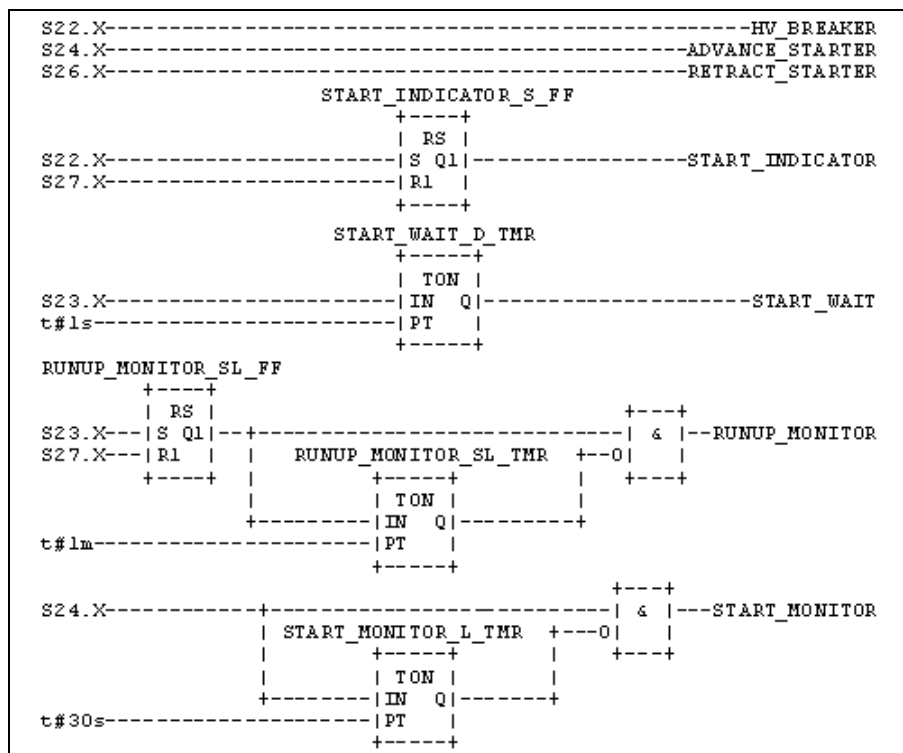 S22.X-------------------------------------------------HV_BREAKER
S24.X--------------------------------------------ADVANCE_STARTER
S26.X--------------------------------------------RETRACT_STARTER
START_INDICATOR_S_FF
+----+
| RS |
S22.X----------------------|S Q1|----------------START_INDICATOR
S27.X----------------------|R1  |
+----+
START_WAIT_D_TMR
+-----+
| TON |
S23.X----------------------|IN  Q|--------------------START_WAIT
t#1s-----------------------|PT   |
+-----+
RUNUP_MONITOR_SL_FF
+----+
| RS | +---+
S23.X---|S Q1|--+---------------------------| & |--RUNUP_MONITOR
S27.X---|R1  |  |  RUNUP_MONITOR_SL_TMR  +--O|   |
+----+ | +-----+ | +---+
| | TON | |
+---------|IN  Q|---------+
t#1m---------------------|PT   |
+-----+
+---+
S24.X------------+--------------------------| & |--START_MONITOR
| START_MONITOR_L_TMR +---O|   |
| +-----+ | +---+
| | TON | |
+--------|IN  Q|-------+
t#30s--------------------|PT   |
+-----+